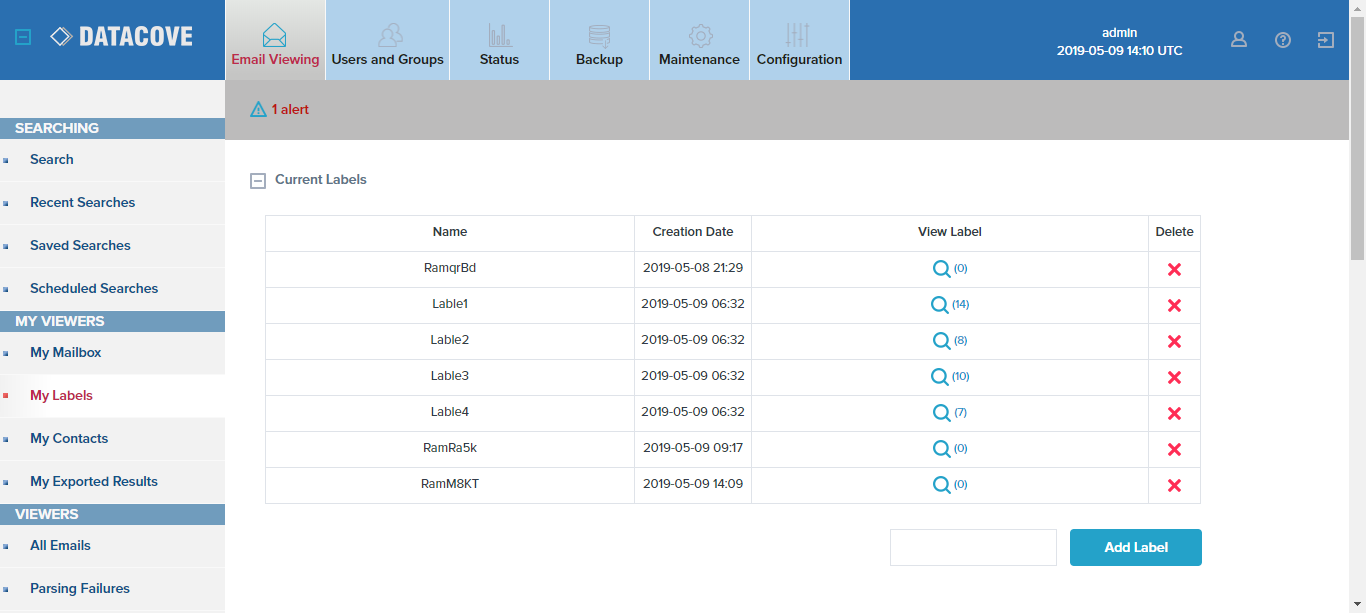 DATACOVE
Email Viewing
Users and Groups
Status
Backup
Maintenance
Configuration
admin
2019-05-09 14:10 UTC
1 alert
SEARCHING
Search
Recent Searches
Saved Searches
Scheduled Searches
MY VIEWERS
My Mailbox
My Labels
My Contacts
My Exported Results
VIEWERS
All Emails
Parsing Failures
Current Labels
Name Creation Date View Label Delete
RamqrBd 2019-05-08 21:29 (0)
Lable1 2019-05-09 06:32 (14)
Lable2 2019-05-09 06:32 (8)
Lable3 2019-05-09 06:32 (10)
Lable4 2019-05-09 06:32 (7)
RamRa5k 2019-05-09 09:17 (0)
RamM8KT 2019-05-09 14:09 (0)
Add Label